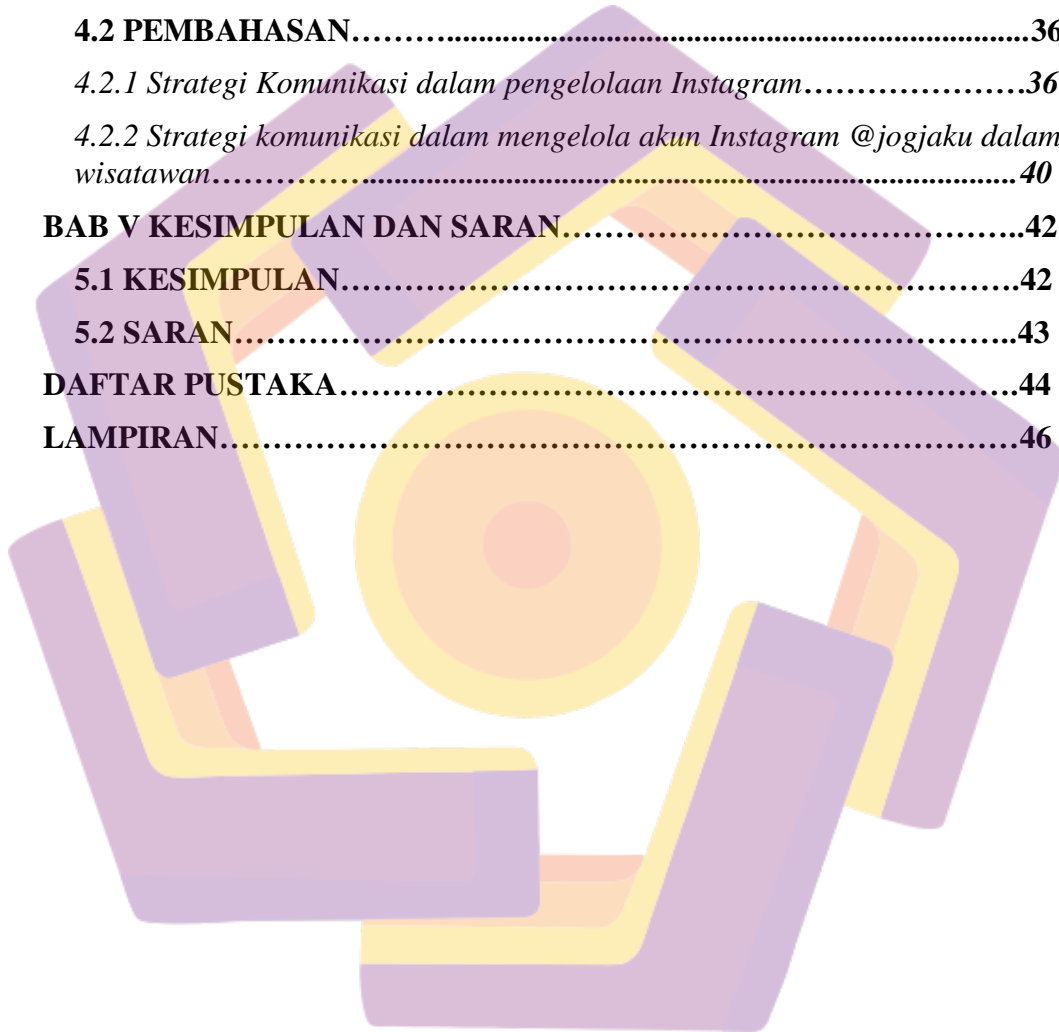 4.2 PEMBAHASAN………......................................................................................36
4.2.1 Strategi Komunikasi dalam pengelolaan Instagram…………………..36
4.2.2 Strategi komunikasi dalam mengelola akun Instagram @jogjaku dalam
wisatawan……………................................................................................................40
BAB V KESIMPULAN DAN SARAN…………………………………………..42
5.1 KESIMPULAN………………………………………………………………42
5.2 SARAN……………………………………………………………………...43
DAFTAR PUSTAKA……………………………………………………………44
LAMPIRAN………………………………………………………………………46